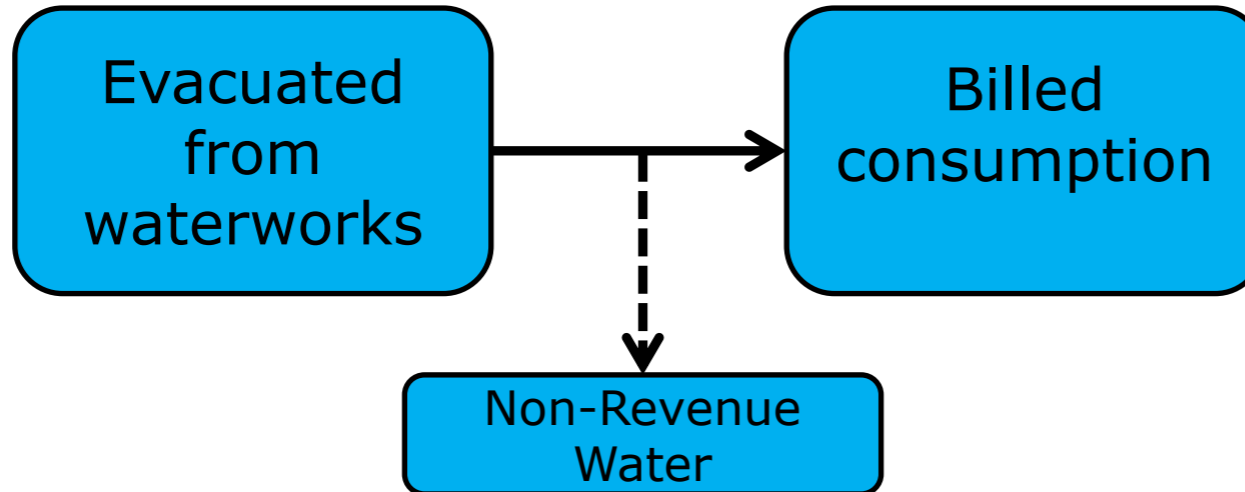 Evacuated
from
waterworks
Billed
consumption
Non-Revenue
Water